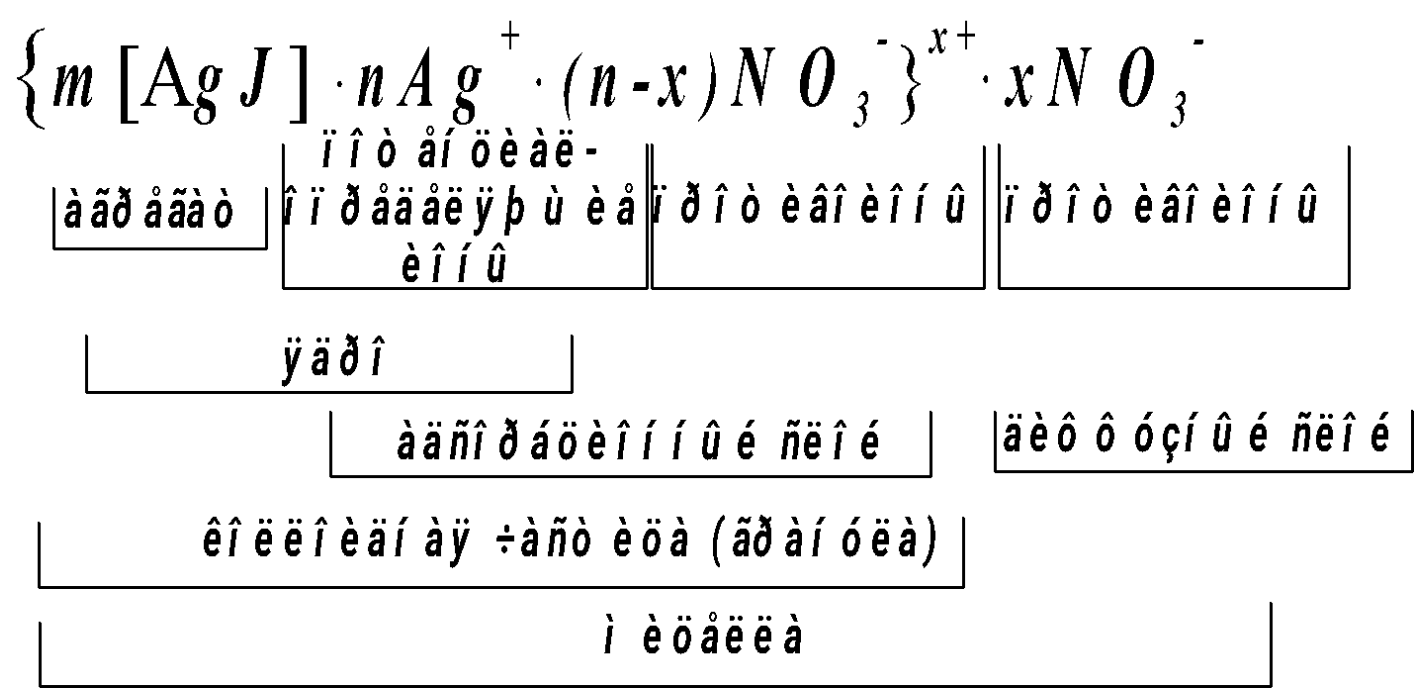 {m[AgJ]·nAg⁺·(n-x)NO₃⁻}ˣ⁺·xNO₃⁻
àãðåãàò
ïîòåíöèàë-
îïðåäåëÿþùèå
èîíû
ïðîòèâîèîíû
ïðîòèâîèîíû
ÿäðî
àäñîðáöèîííûé ñëîé
äèôôóçíûé ñëîé
êîëëîèäíàÿ ÷àñòèöà (ãðàíóëà)
ìèöåëëà